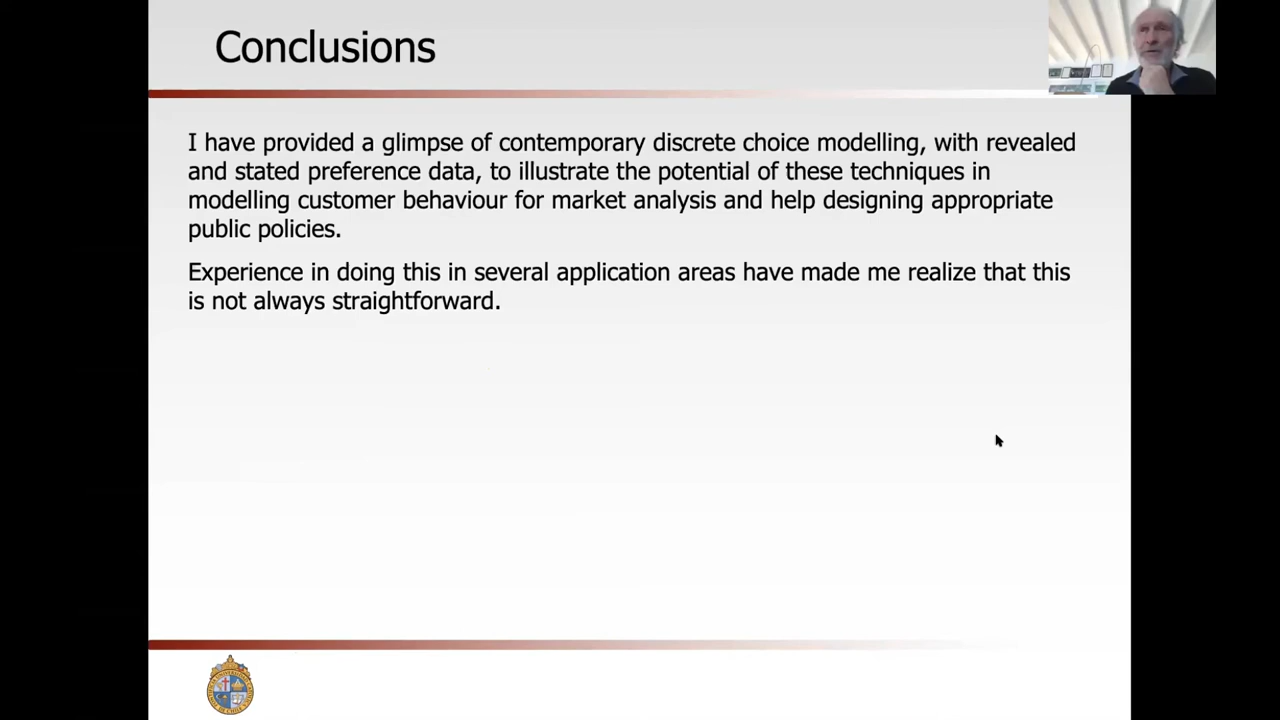 Conclusions
I have provided a glimpse of contemporary discrete choice modelling, with revealed
and stated preference data, to illustrate the potential of these techniques in
modelling customer behaviour for market analysis and help designing appropriate
public policies.
Experience in doing this in several application areas have made me realize that this
is not always straightforward.